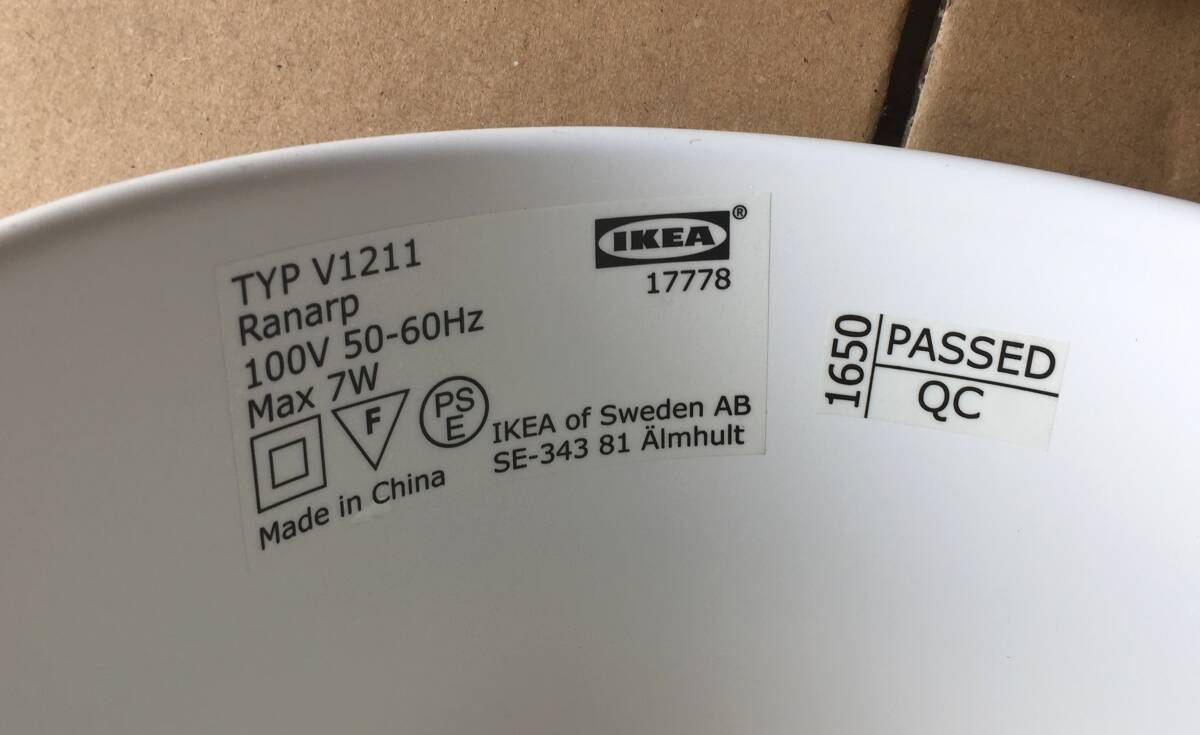 TYP V1211
Ranarp
100V 50-60Hz
Max 7W
F
PS
E
Made in China
IKEA®
17778
IKEA of Sweden AB
SE-343 81 Älmhult
1650
PASSED
QC